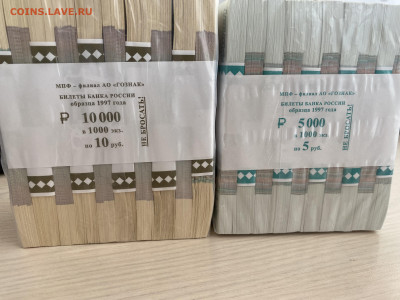 COINS.LAVE.RU
МПФ – филиал АО «ГОЗНАК»
БИЛЕТЫ БАНКА РОССИИ
образца 1997 года
₽ 10 000
в 1000 экз.
по 10 руб.
НЕ БРОСАТЬ!
МПФ – филиал АО «ГОЗНАК»
БИЛЕТЫ БАНКА РОССИИ
образца 1997 года
₽ 5 000
в 1000 экз.
по 5 руб.
НЕ БРОСАТЬ!